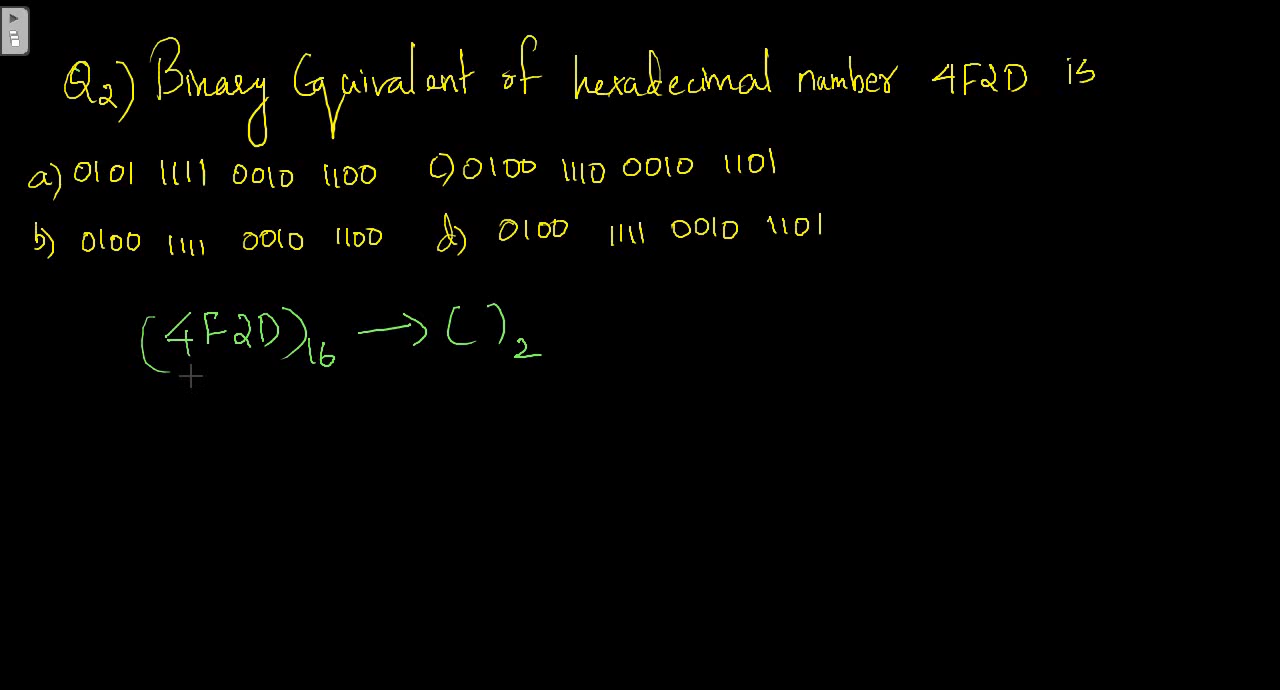 Q2) Binary Equivalent of hexadecimal number 4F2D is
a) 0101 1111 0010 1100 c) 0100 1110 0010 1101
b) 0100 1111 0010 1100 d) 0100 1111 0010 1101
(4F2D)16 → ( )2